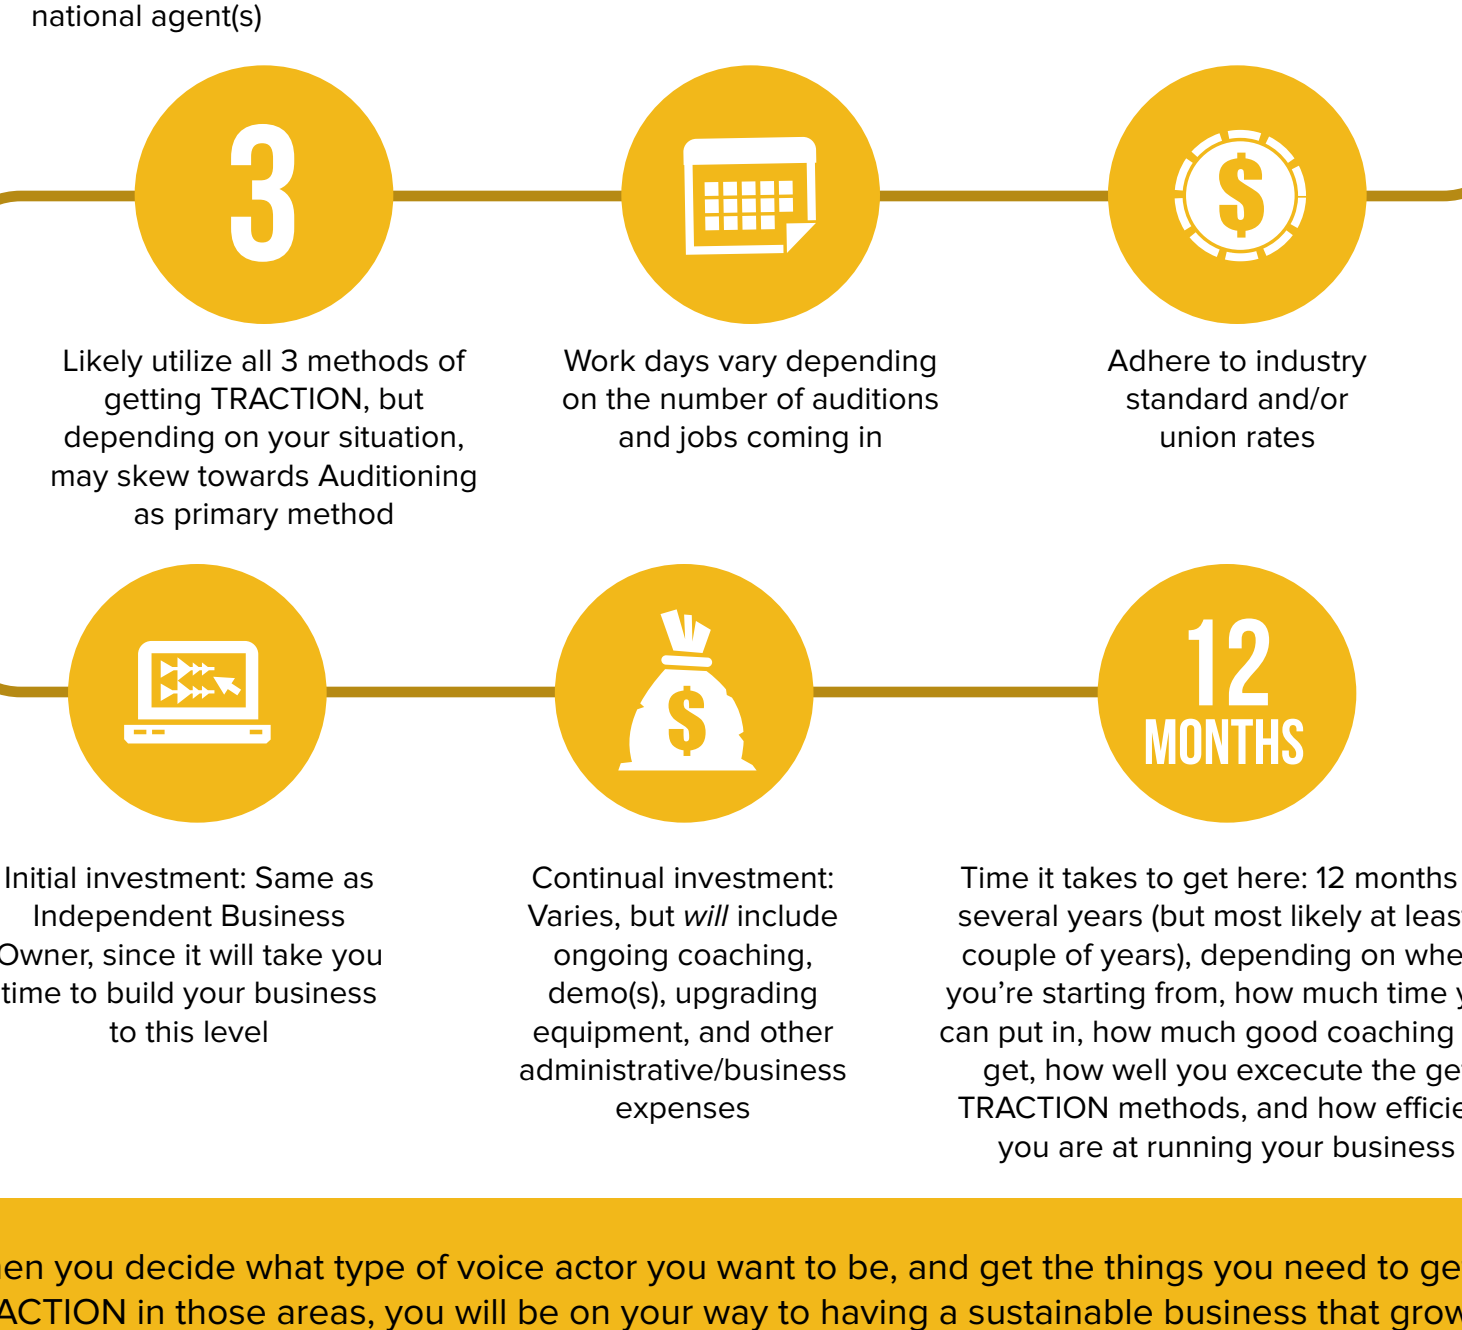 national agent(s)
3
Likely utilize all 3 methods of
getting TRACTION, but
depending on your situation,
may skew towards Auditioning
as primary method
Work days vary depending
on the number of auditions
and jobs coming in
$
Adhere to industry
standard and/or
union rates
Initial investment: Same as
Independent Business
Owner, since it will take you
time to build your business
to this level
$
Continual investment:
Varies, but will include
ongoing coaching,
demo(s), upgrading
equipment, and other
administrative/business
expenses
12
MONTHS
Time it takes to get here: 12 months
several years (but most likely at least
couple of years), depending on
you’re starting from, how much time
can put in, how much good coaching
get, how well you excecute the
TRACTION methods, and how
you are at running your business
you decide what type of voice actor you want to be, and get the things you need to
in those areas, you will be on your way to having a sustainable business that